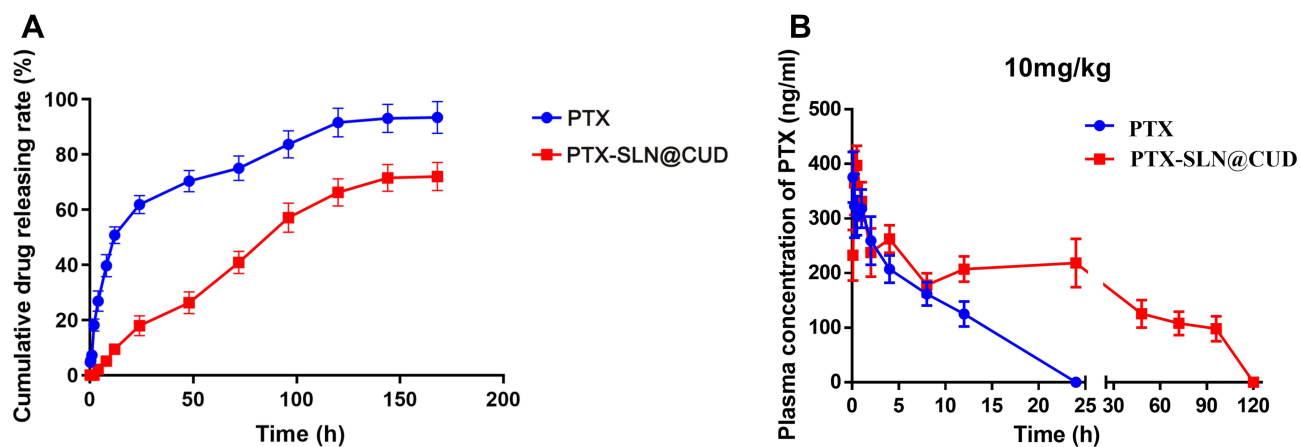 A
Cumulative drug releasing rate (%)
100
80
60
40
20
0
0
50
100
150
200
Time (h)
PTX
PTX-SLN@CUD
B
10mg/kg
Plasma concentration of PTX (ng/ml)
500
400
300
200
100
0
0
5
10
15
20
25
30
60
90
120
Time (h)
PTX
PTX-SLN@CUD